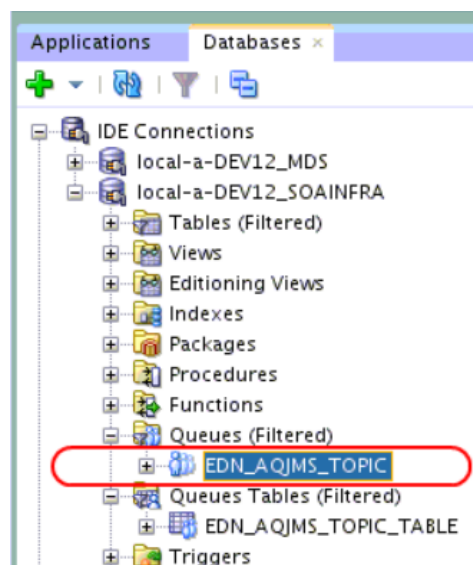 Applications Databases
IDE Connections
local-a-DEV12_MDS
local-a-DEV12_SOAINFRA
Tables (Filtered)
Views
Editioning Views
Indexes
Packages
Procedures
Functions
Queues (Filtered)
EDN_AQJMS_TOPIC
Queues Tables (Filtered)
EDN_AQJMS_TOPIC_TABLE
Triggers